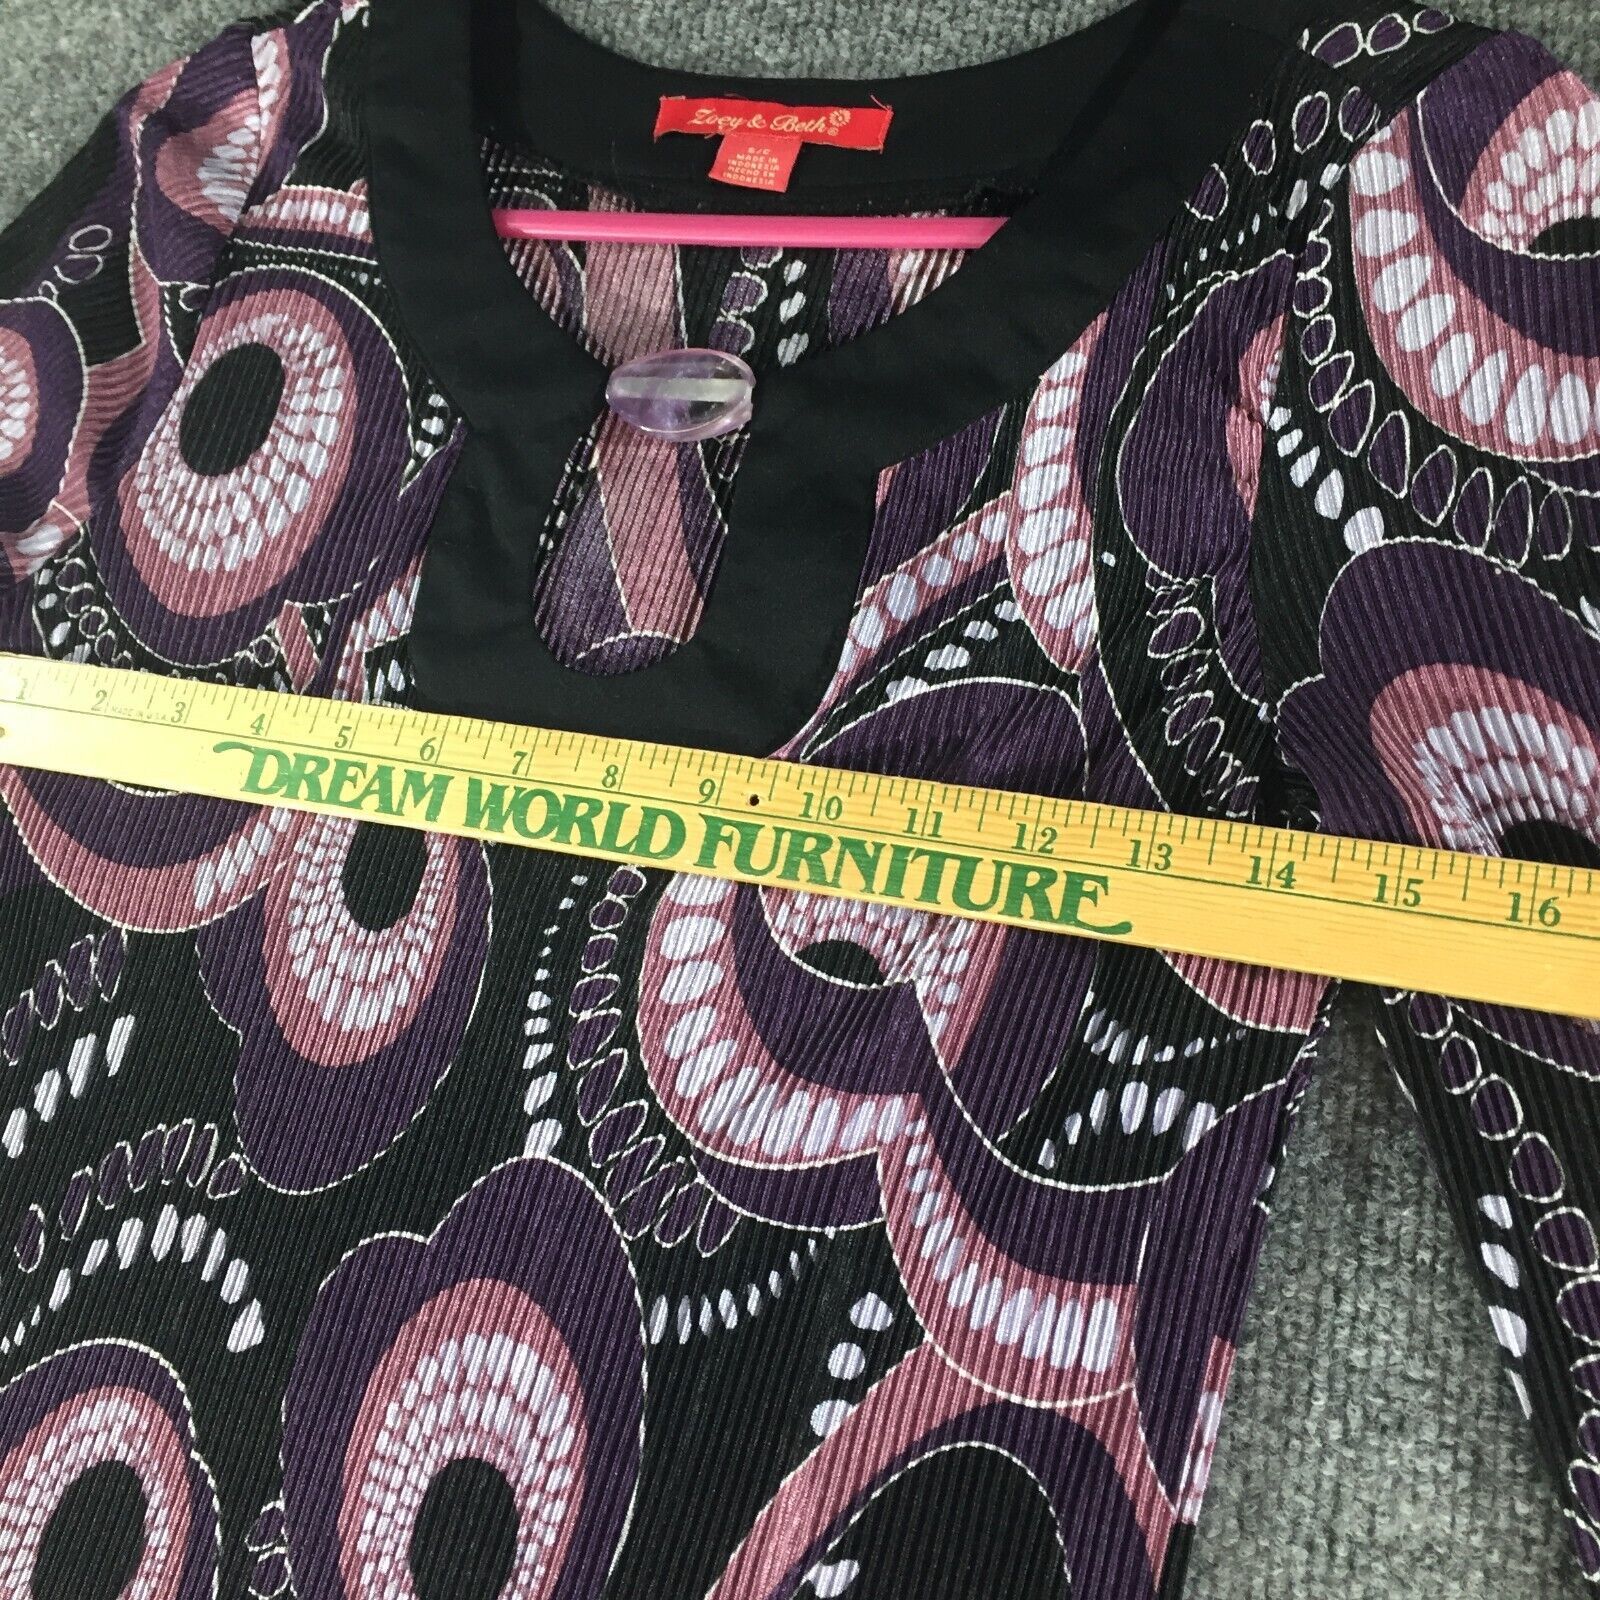 Zoey & Beth®
S/C
MADE IN
INDONESIA
HECHO EN
INDONESIA
1 2 MADE IN U.S.A. 3 4 5 6 7 8 9 10 11 12 13 14 15 16
DREAM WORLD FURNITURE